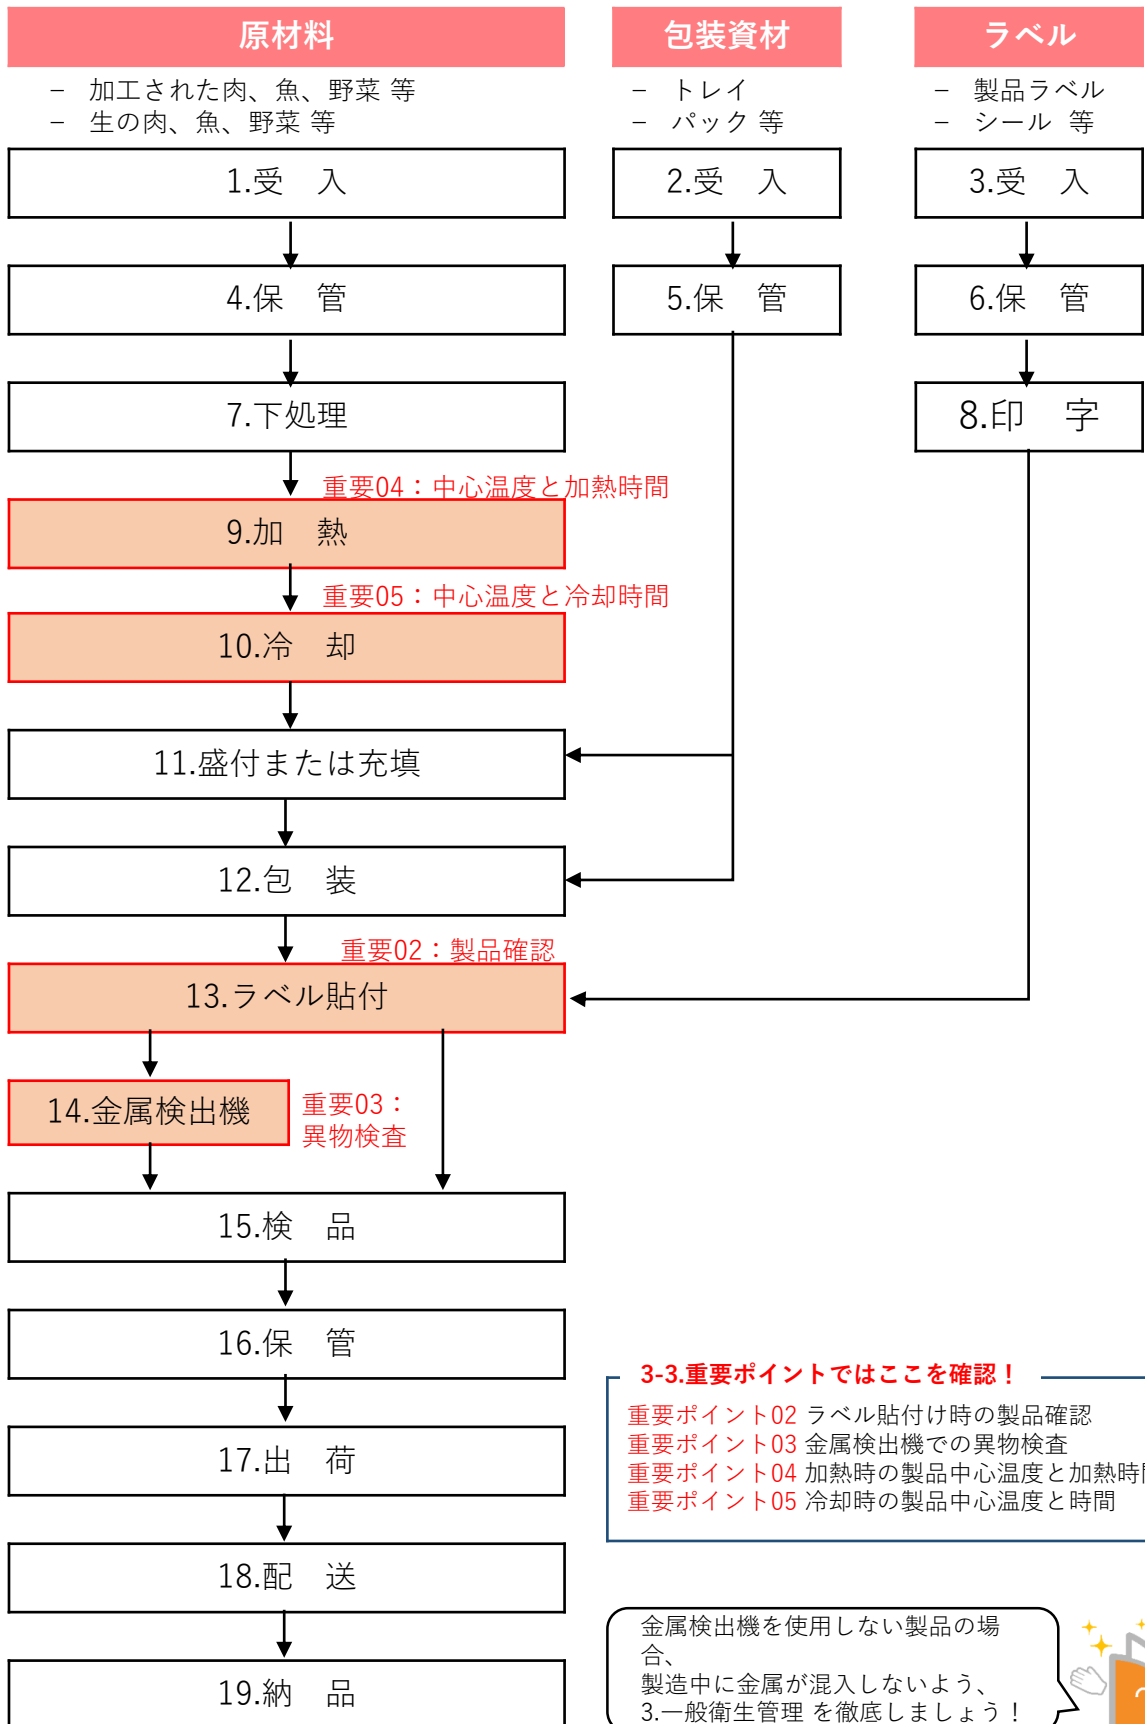 原材料
包装資材
ラベル
– 加工された肉、魚、野菜 等
– 生の肉、魚、野菜 等
– トレイ
– パック 等
– 製品ラベル
– シール 等
1.受　入
2.受　入
3.受　入
4.保　管
5.保　管
6.保　管
7.下処理
8.印　字
重要04：中心温度と加熱時間
9.加　熱
重要05：中心温度と冷却時間
10.冷　却
11.盛付または充填
12.包　装
重要02：製品確認
13.ラベル貼付
14.金属検出機
重要03：
異物検査
15.検　品
16.保　管
17.出　荷
18.配　送
19.納　品
3-3.重要ポイントではここを確認！
重要ポイント02 ラベル貼付け時の製品確認
重要ポイント03 金属検出機での異物検査
重要ポイント04 加熱時の製品中心温度と加熱時間
重要ポイント05 冷却時の製品中心温度と時間
金属検出機を使用しない製品の場
合、
製造中に金属が混入しないよう、
3.一般衛生管理 を徹底しましょう！